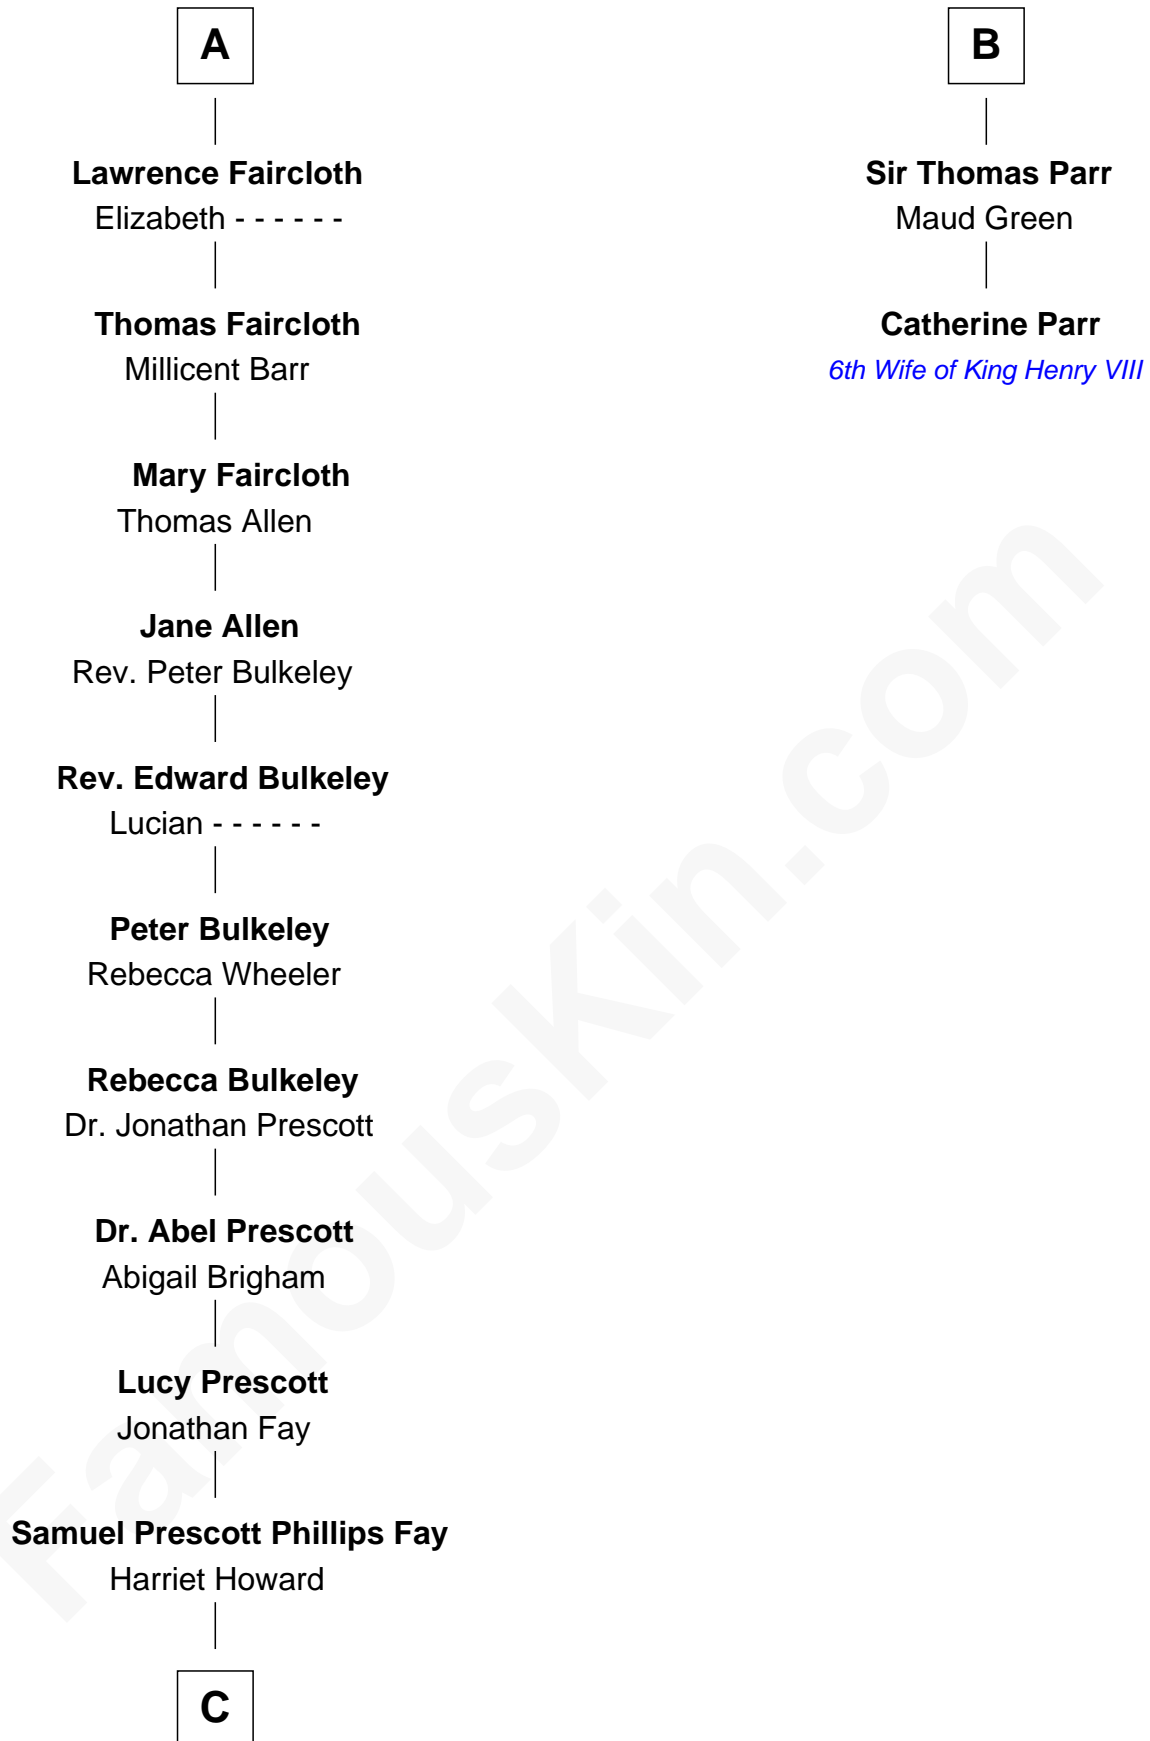 A
Lawrence Faircloth
Elizabeth - - - - - -
Thomas Faircloth
Millicent Barr
Mary Faircloth
Thomas Allen
Jane Allen
Rev. Peter Bulkeley
Rev. Edward Bulkeley
Lucian - - - - - -
Peter Bulkeley
Rebecca Wheeler
Rebecca Bulkeley
Dr. Jonathan Prescott
Dr. Abel Prescott
Abigail Brigham
Lucy Prescott
Jonathan Fay
Samuel Prescott Phillips Fay
Harriet Howard
C
B
Sir Thomas Parr
Maud Green
Catherine Parr
6th Wife of King Henry VIII
FamousKin.com